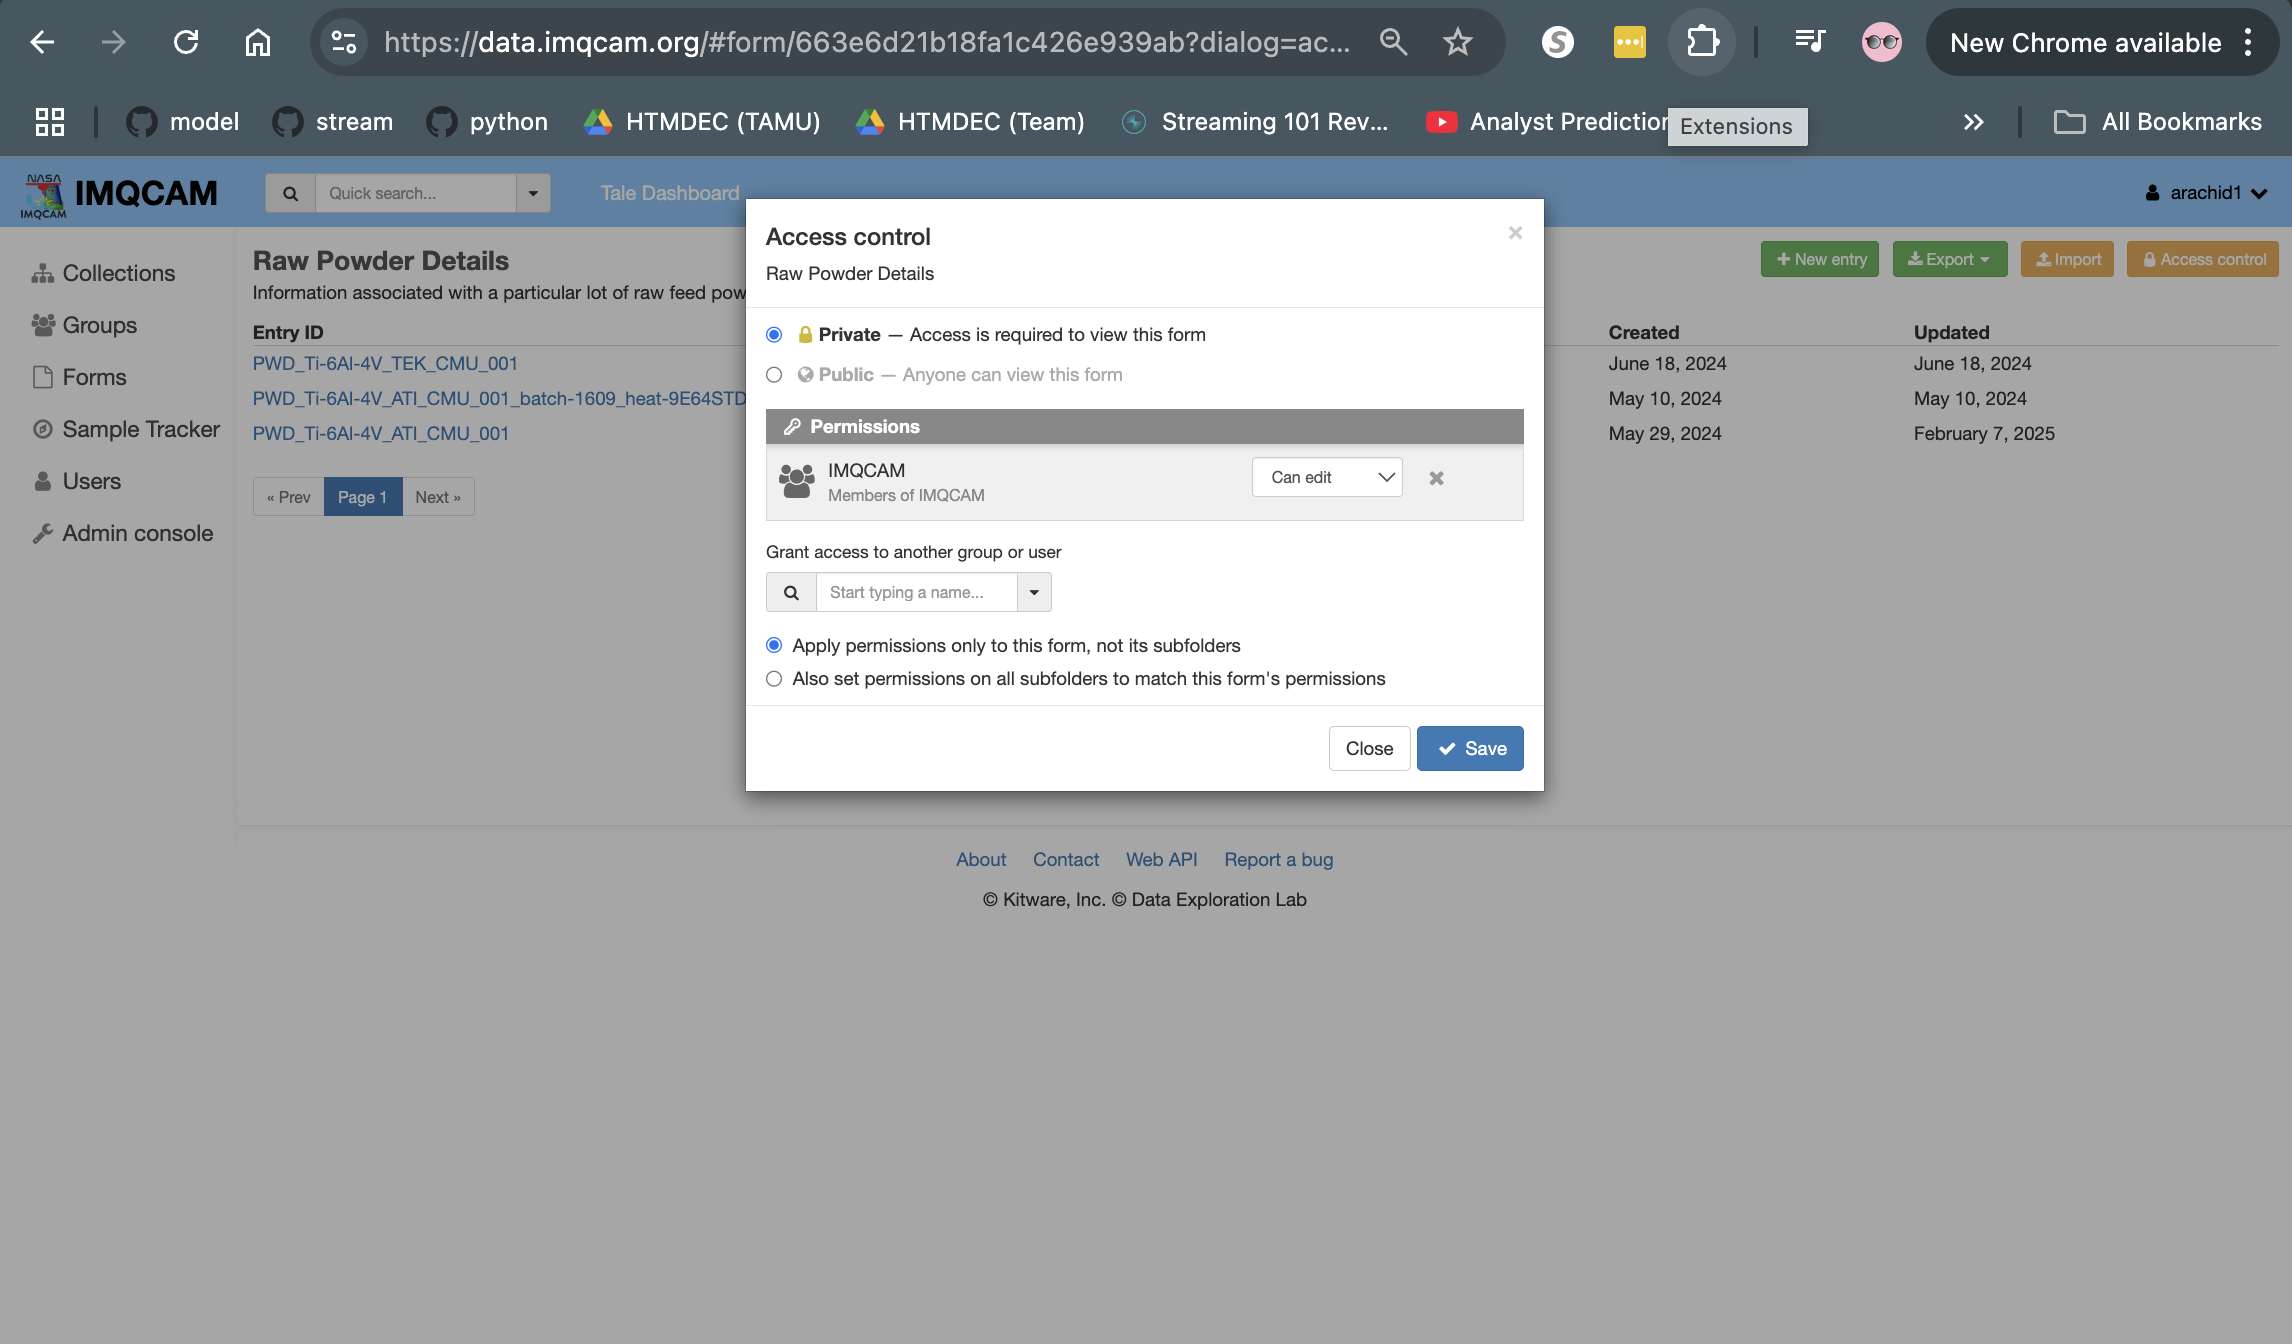 https://data.imqcam.org/#form/663e6d21b18fa1c426e939ab?dialog=ac...
New Chrome available
model
stream
python
HTMDEC (TAMU)
HTMDEC (Team)
Streaming 101 Rev...
Analyst Prediction
Extensions
All Bookmarks
NASA
IMQCAM
IMQCAM
Quick search...
Tale Dashboard
arachid1
Collections
Groups
Forms
Sample Tracker
Users
Admin console
Raw Powder Details
Information associated with a particular lot of raw feed pow
New entry
Export
Import
Access control
Entry ID
Created
Updated
PWD_Ti-6Al-4V_TEK_CMU_001
June 18, 2024
June 18, 2024
PWD_Ti-6Al-4V_ATI_CMU_001_batch-1609_heat-9E64STD
May 10, 2024
May 10, 2024
PWD_Ti-6Al-4V_ATI_CMU_001
May 29, 2024
February 7, 2025
« Prev
Page 1
Next »
Access control
×
Raw Powder Details
Private — Access is required to view this form
Public — Anyone can view this form
Permissions
IMQCAM
Members of IMQCAM
Can edit
Grant access to another group or user
Start typing a name...
Apply permissions only to this form, not its subfolders
Also set permissions on all subfolders to match this form's permissions
Close
Save
About
Contact
Web API
Report a bug
© Kitware, Inc. © Data Exploration Lab